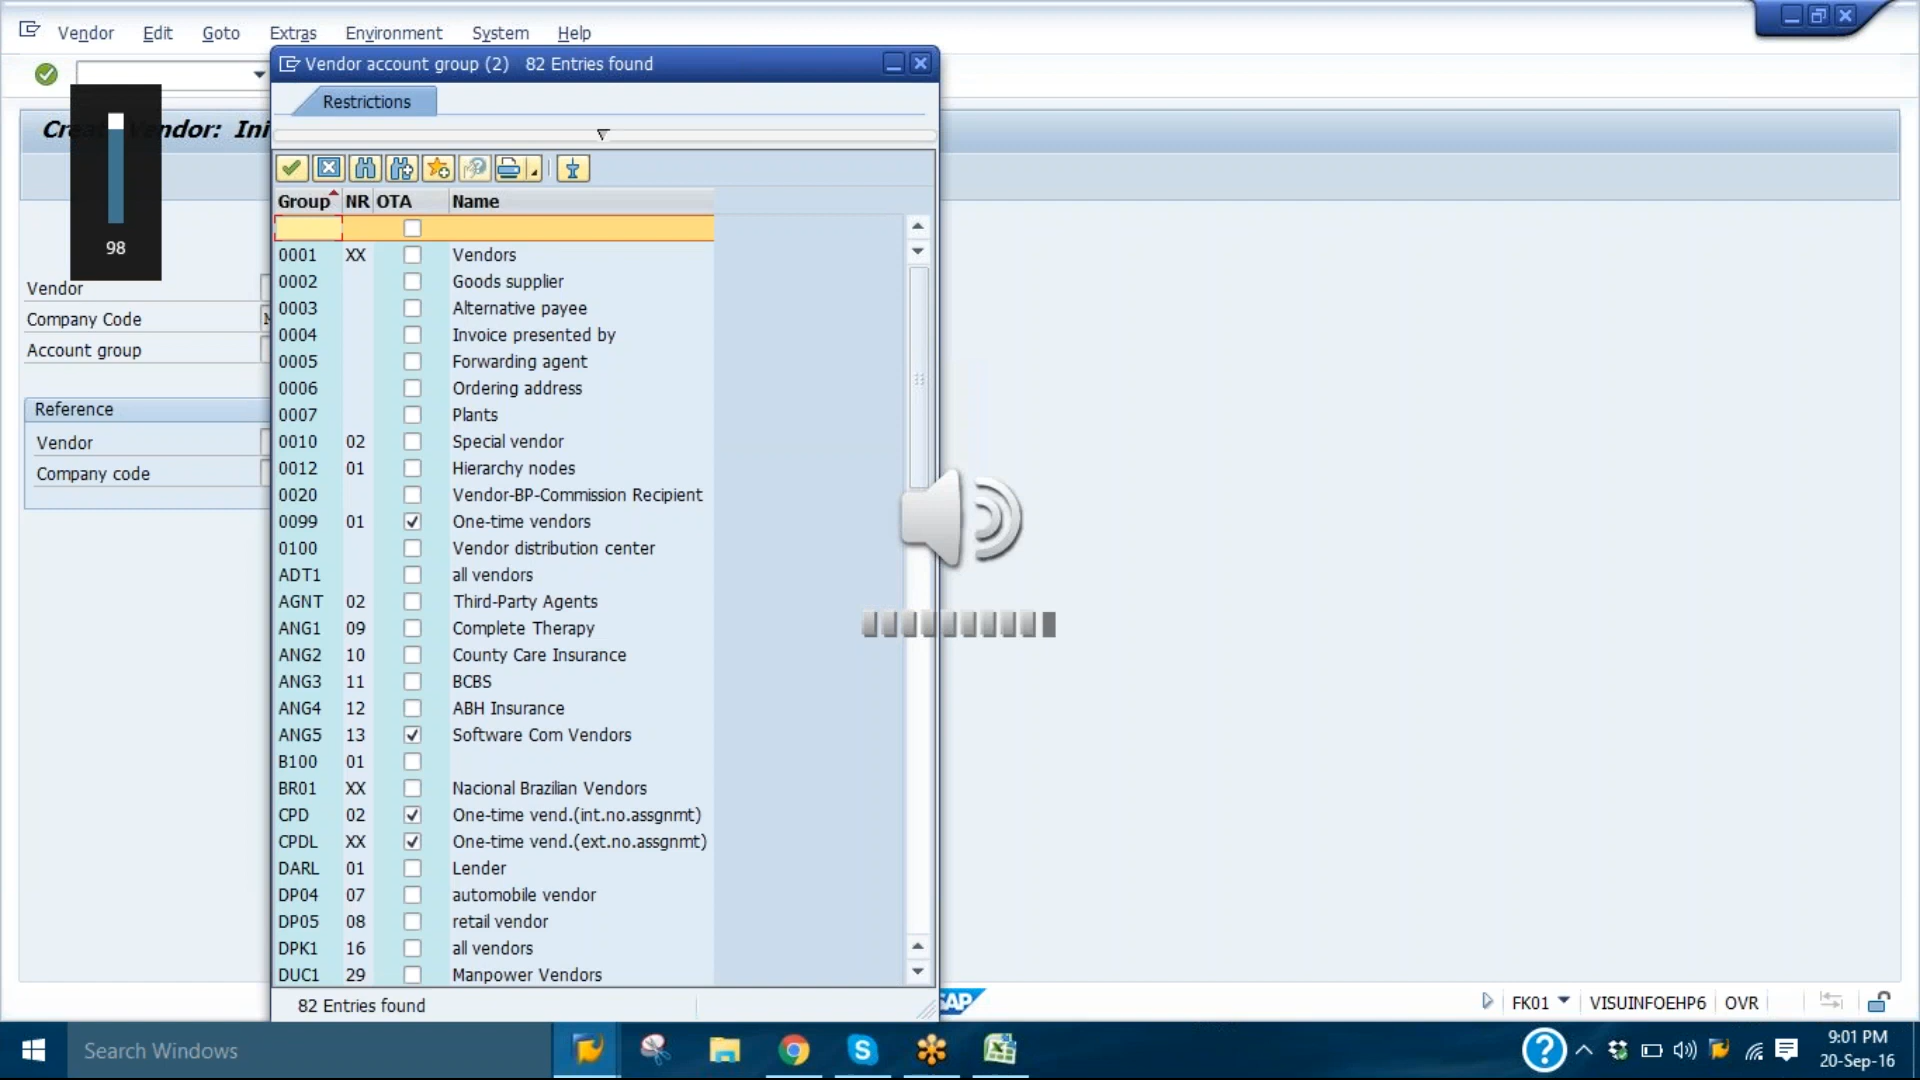 Vendor Edit Goto Extras Environment System Help
Vendor account group (2) 82 Entries found
Restrictions
Group NR OTA Name
0001 XX Vendors
0002 Goods supplier
0003 Alternative payee
0004 Invoice presented by
0005 Forwarding agent
0006 Ordering address
0007 Plants
0010 02 Special vendor
0012 01 Hierarchy nodes
0020 Vendor-BP-Commission Recipient
0099 01 One-time vendors
0100 Vendor distribution center
ADT1 all vendors
AGNT 02 Third-Party Agents
ANG1 09 Complete Therapy
ANG2 10 County Care Insurance
ANG3 11 BCBS
ANG4 12 ABH Insurance
ANG5 13 Software Com Vendors
B100 01
BR01 XX Nacional Brazilian Vendors
CPD 02 One-time vend.(int.no.assgnmt)
CPDL XX One-time vend.(ext.no.assgnmt)
DARL 01 Lender
DP04 07 automobile vendor
DP05 08 retail vendor
DPK1 16 all vendors
DUC1 29 Manpower Vendors
82 Entries found
98
Vendor
Company Code
Account group
Reference
Vendor
Company code
SAP
FK01 VISUINFOEHP6 OVR
Search Windows
9:01 PM
20-Sep-16